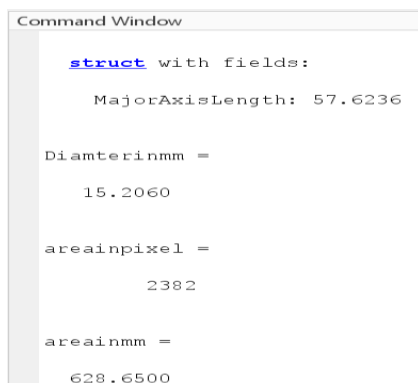 Command Window
struct with fields:
MajorAxisLength: 57.6236
Diamterinmm =
15.2060
areainpixel =
2382
areainmm =
628.6500